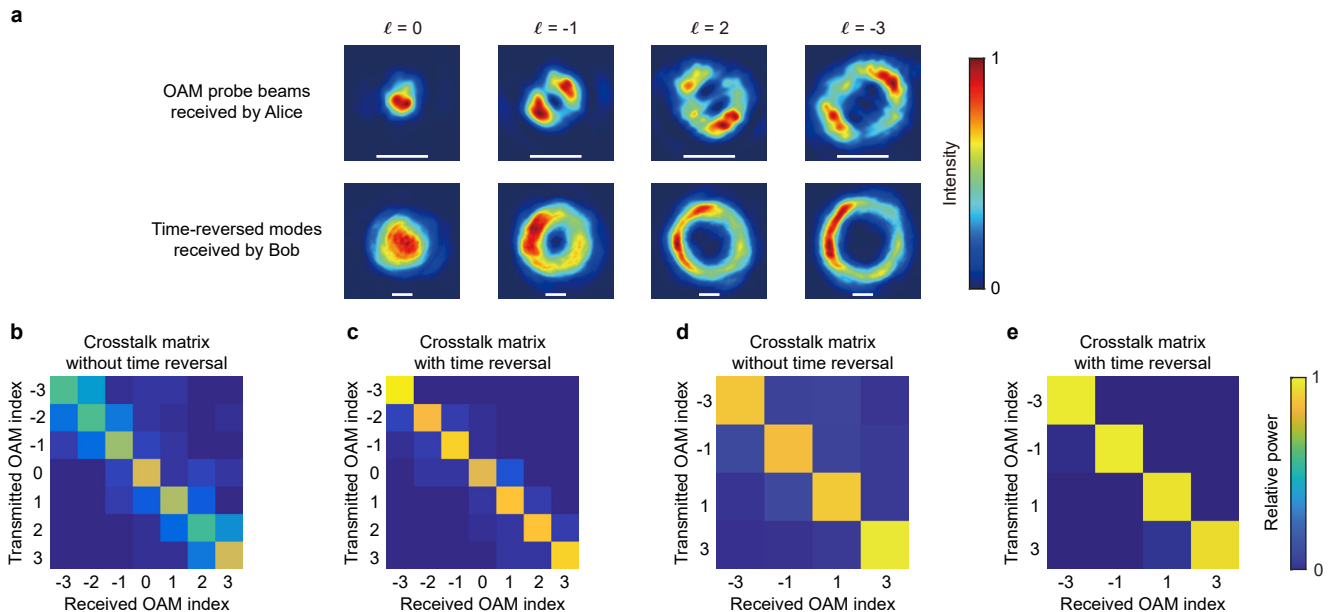 a
ℓ = 0
ℓ = -1
ℓ = 2
ℓ = -3
OAM probe beams
received by Alice
Time-reversed modes
received by Bob
1
Intensity
0
b
Crosstalk matrix
without time reversal
Transmitted OAM index
-3
-2
-1
0
1
2
3
-3 -2 -1 0 1 2 3
Received OAM index
c
Crosstalk matrix
with time reversal
Transmitted OAM index
-3
-2
-1
0
1
2
3
-3 -2 -1 0 1 2 3
Received OAM index
d
Crosstalk matrix
without time reversal
Transmitted OAM index
-3
-1
1
3
-3 -1 1 3
Received OAM index
e
Crosstalk matrix
with time reversal
Transmitted OAM index
-3
-1
1
3
-3 -1 1 3
Received OAM index
1
Relative power
0